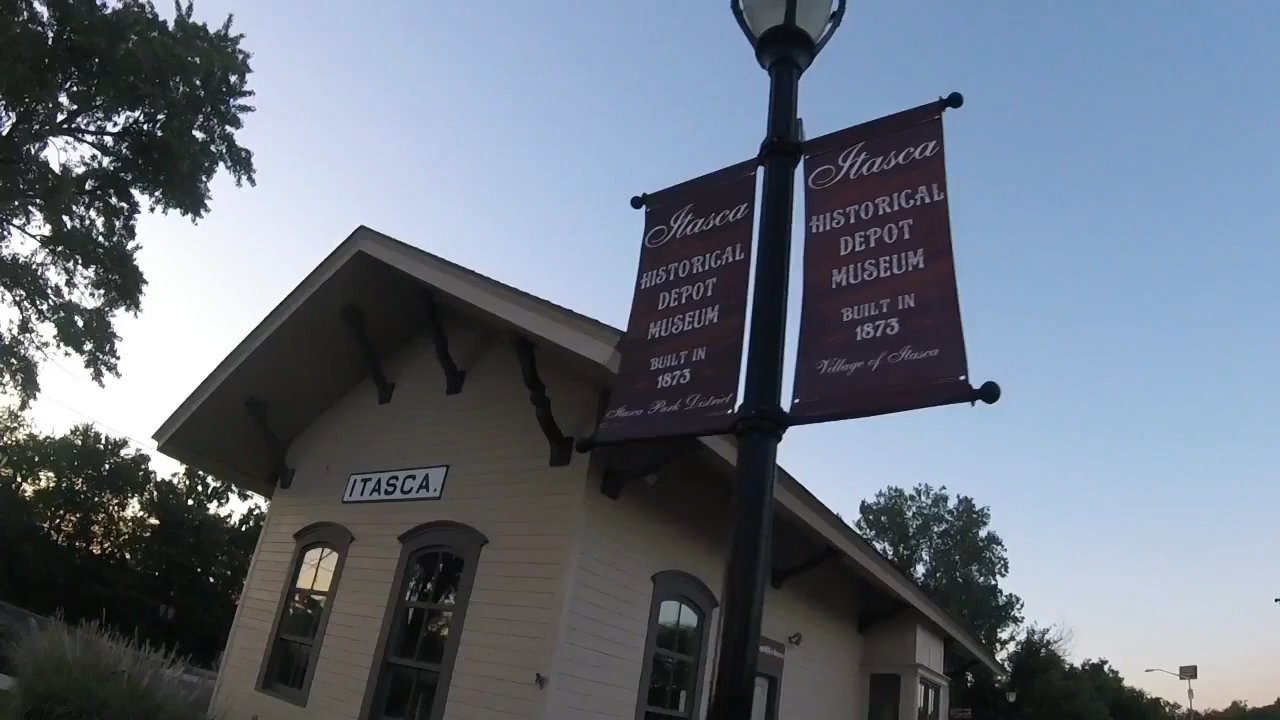 Itasca
HISTORICAL
DEPOT
MUSEUM
BUILT IN
1873
Itasca Park District
Itasca
HISTORICAL
DEPOT
MUSEUM
BUILT IN
1873
Village of Itasca
ITASCA.